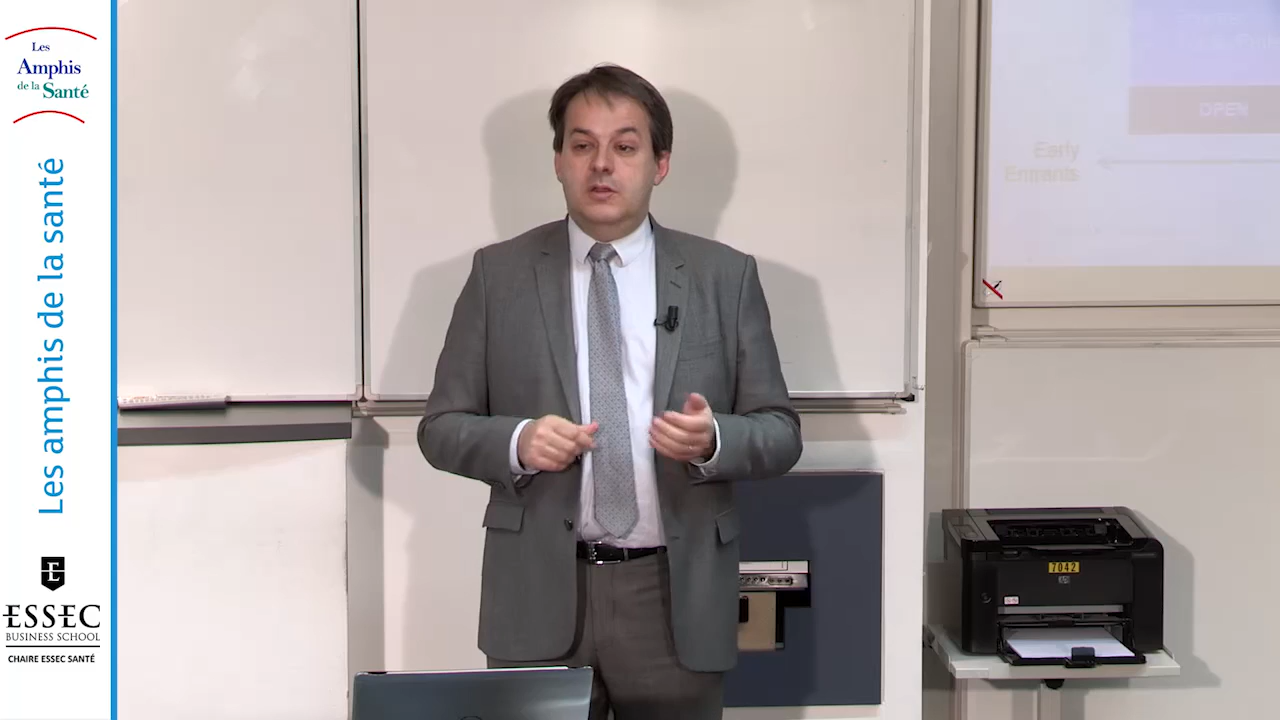 Les
Amphis
de la Santé
Les amphis de la santé
E
ESSEC
BUSINESS SCHOOL
CHAIRE ESSEC SANTÉ
OPEN
Early
Entrants
7042
hp